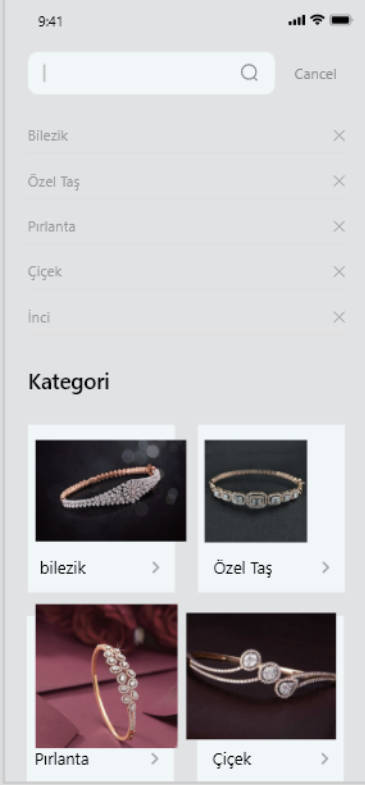 9:41
Cancel
Bilezik
Özel Taş
Pırlanta
Çiçek
İnci
Kategori
bilezik
Özel Taş
Pırlanta
Çiçek